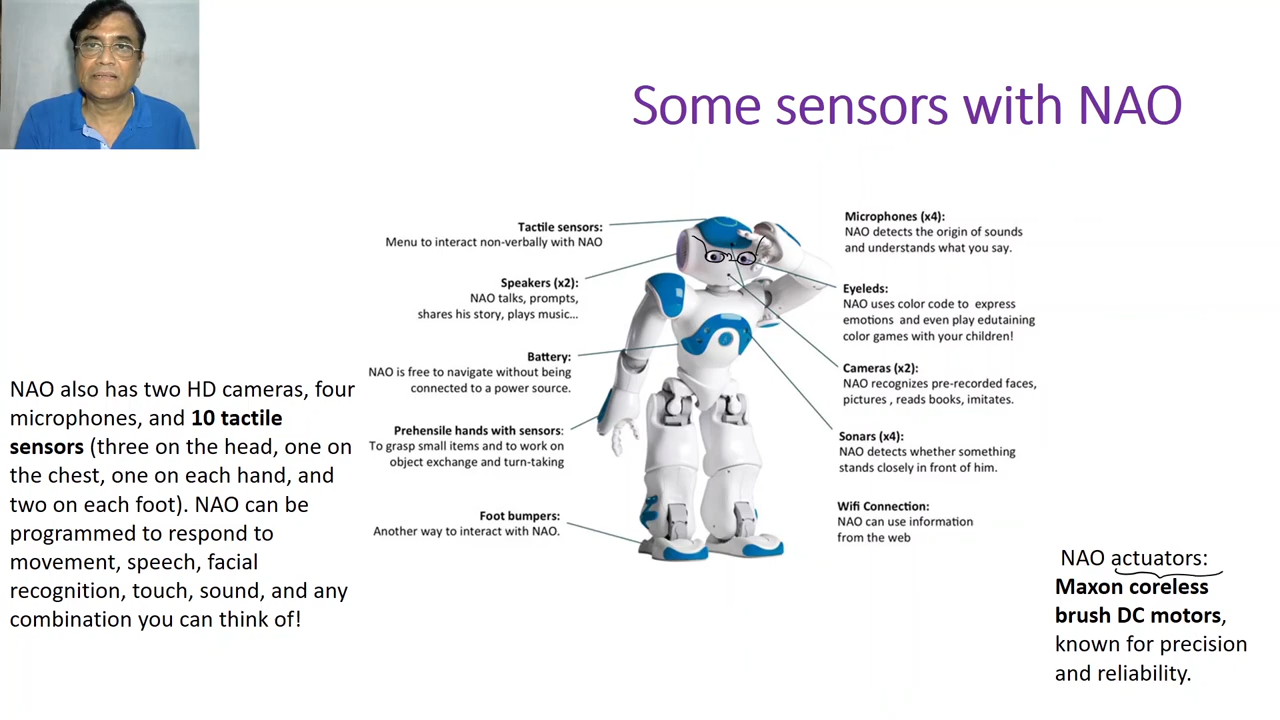 Some sensors with NAO
Tactile sensors:
Menu to interact non-verbally with NAO
Speakers (x2):
NAO talks, prompts,
shares his story, plays music...
Battery:
NAO is free to navigate without being
connected to a power source.
Prehensile hands with sensors:
To grasp small items and to work on
object exchange and turn-taking
Foot bumpers:
Another way to interact with NAO.
Microphones (x4):
NAO detects the origin of sounds
and understands what you say.
Eyeleds:
NAO uses color code to express
emotions and even play edutaining
color games with your children!
Cameras (x2):
NAO recognizes pre-recorded faces,
pictures , reads books, imitates.
Sonars (x4):
NAO detects whether something
stands closely in front of him.
Wifi Connection:
NAO can use information
from the web
NAO also has two HD cameras, four
microphones, and 10 tactile
sensors (three on the head, one on
the chest, one on each hand, and
two on each foot). NAO can be
programmed to respond to
movement, speech, facial
recognition, touch, sound, and any
combination you can think of!
NAO actuators:
Maxon coreless
brush DC motors,
known for precision
and reliability.